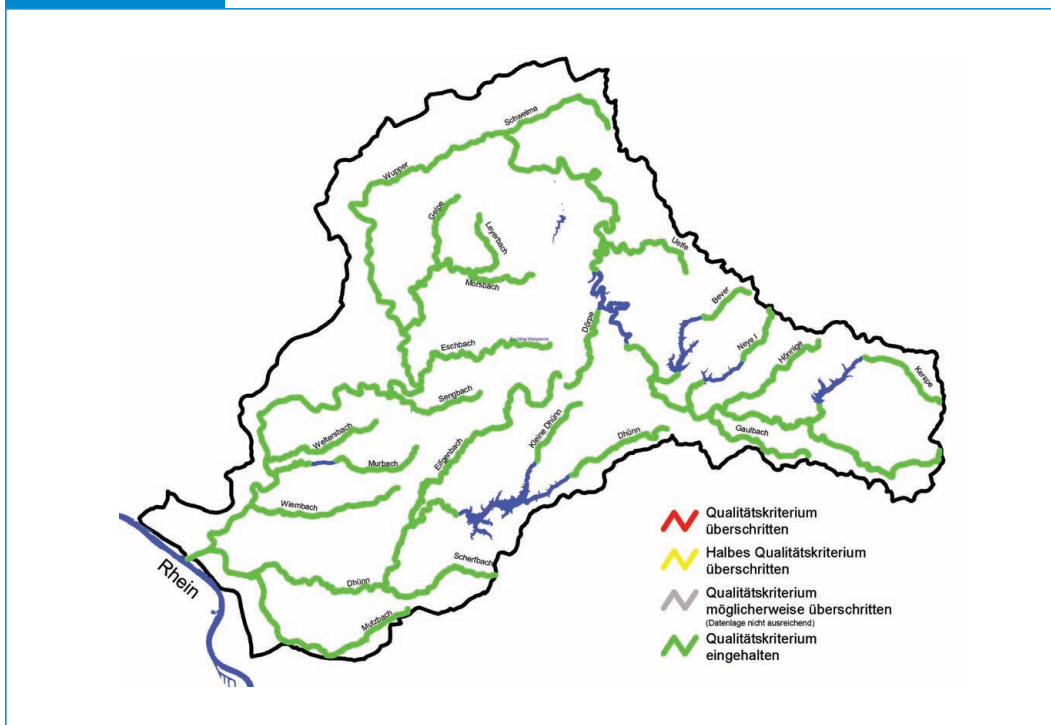 Schwelme
Wupper
Gelpe
Leyerbach
Morsbach
Uelfe
Bever
Neye I
Hönnige
Kerspe
Dörpe
Eschbach
Sengbach
Gaulbach
Weltersbach
Murbach
Eifgenbach
Kleine Dhünn
Dhünn
Wiembach
Scherfbach
Dhünn
Mutzbach
Rhein
Qualitätskriterium
überschritten
Halbes Qualitätskriterium
überschritten
Qualitätskriterium
möglicherweise überschritten
(Datenlage nicht ausreichend)
Qualitätskriterium
eingehalten